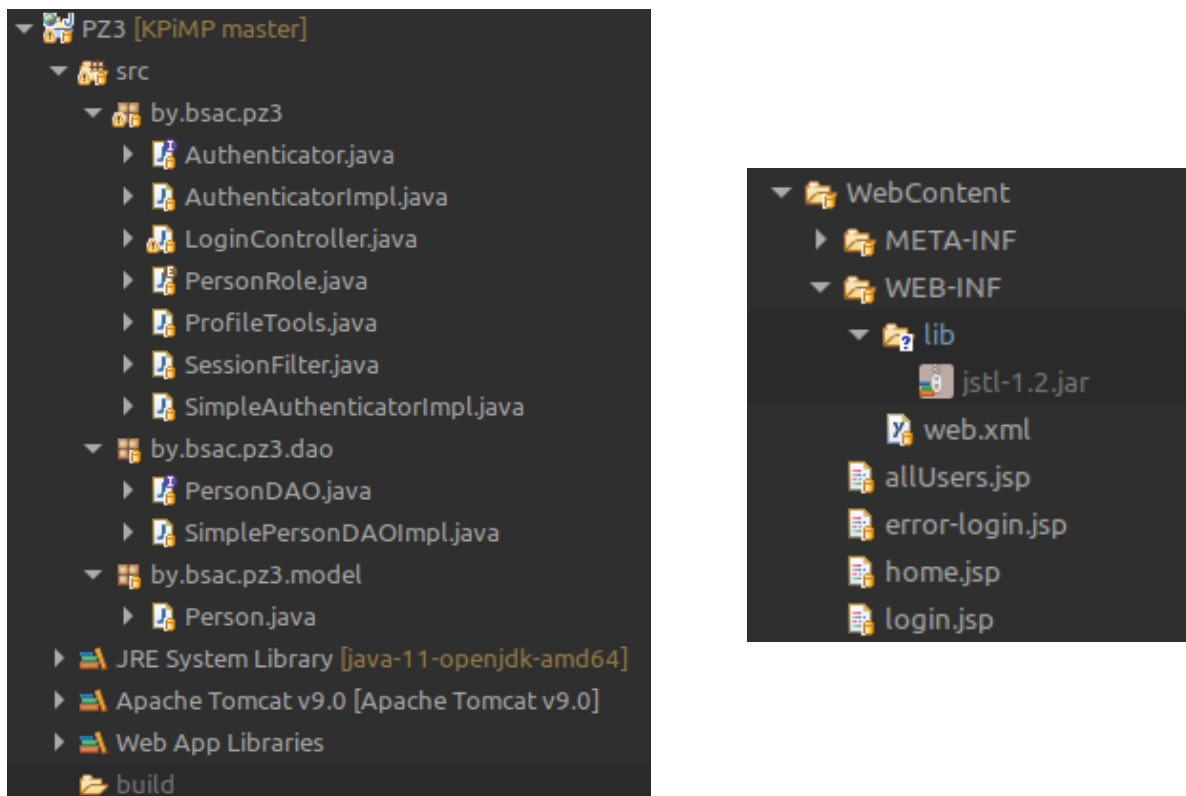 PZ3 [KPiMP master]
src
by.bsac.pz3
Authenticator.java
AuthenticatorImpl.java
LoginController.java
PersonRole.java
ProfileTools.java
SessionFilter.java
SimpleAuthenticatorImpl.java
by.bsac.pz3.dao
PersonDAO.java
SimplePersonDAOImpl.java
by.bsac.pz3.model
Person.java
JRE System Library [java-11-openjdk-amd64]
Apache Tomcat v9.0 [Apache Tomcat v9.0]
Web App Libraries
build
WebContent
META-INF
WEB-INF
lib
jstl-1.2.jar
web.xml
allUsers.jsp
error-login.jsp
home.jsp
login.jsp